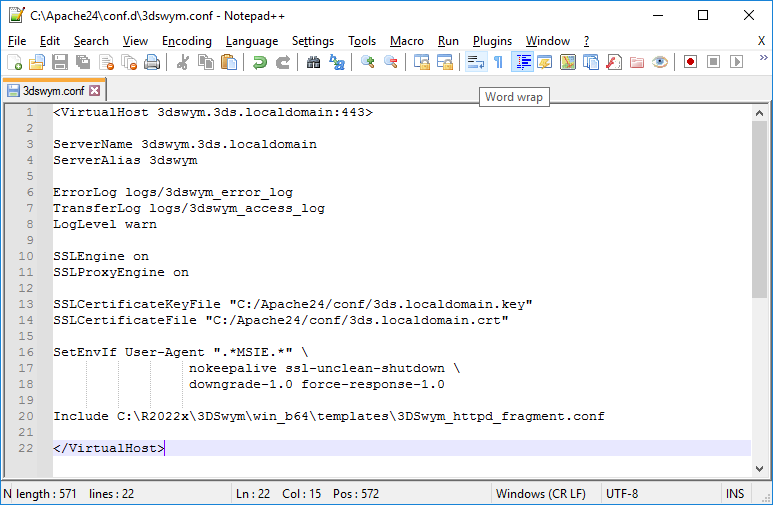 C:\Apache24\conf.d\3dswym.conf - Notepad++
File Edit Search View Encoding Language Settings Tools Macro Run Plugins Window ? X
3dswym.conf
Word wrap
1 <VirtualHost 3dswym.3ds.localdomain:443>
2
3 ServerName 3dswym.3ds.localdomain
4 ServerAlias 3dswym
5
6 ErrorLog logs/3dswym_error_log
7 TransferLog logs/3dswym_access_log
8 LogLevel warn
9
10 SSLEngine on
11 SSLProxyEngine on
12
13 SSLCertificateKeyFile "C:/Apache24/conf/3ds.localdomain.key"
14 SSLCertificateFile "C:/Apache24/conf/3ds.localdomain.crt"
15
16 SetEnvIf User-Agent ".*MSIE.*" \
17 nokeepalive ssl-unclean-shutdown \
18 downgrade-1.0 force-response-1.0
19
20 Include C:\R2022x\3DSwym\win_b64\templates\3DSwym_httpd_fragment.conf
21
22 </VirtualHost>
N length : 571 lines : 22 Ln : 22 Col : 15 Pos : 572 Windows (CR LF) UTF-8 INS